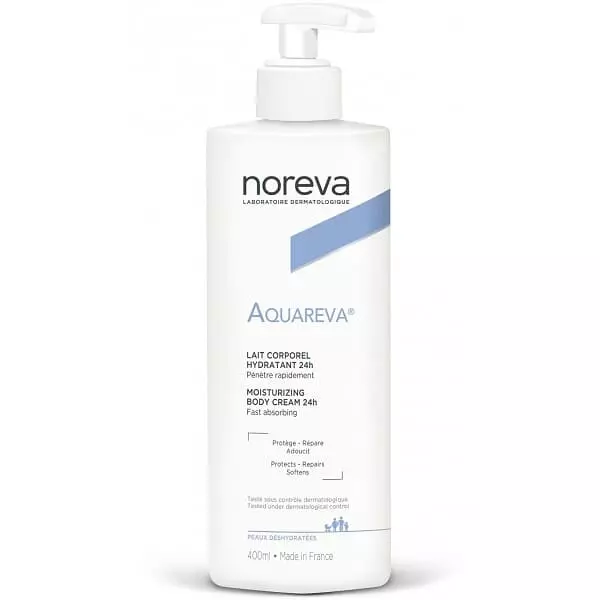 noreva
LABORATOIRE DERMATOLOGIQUE
AQUAREVA®
LAIT CORPOREL
HYDRATANT 24h
Pénètre rapidement
MOISTURIZING
BODY CREAM 24h
Fast absorbing
Protège - Répare
Adoucit
Protects - Repairs
Softens
Testé sous contrôle dermatologique
Tested under dermatological control
PEAUX DÉSHYDRATÉES
400ml • Made in France